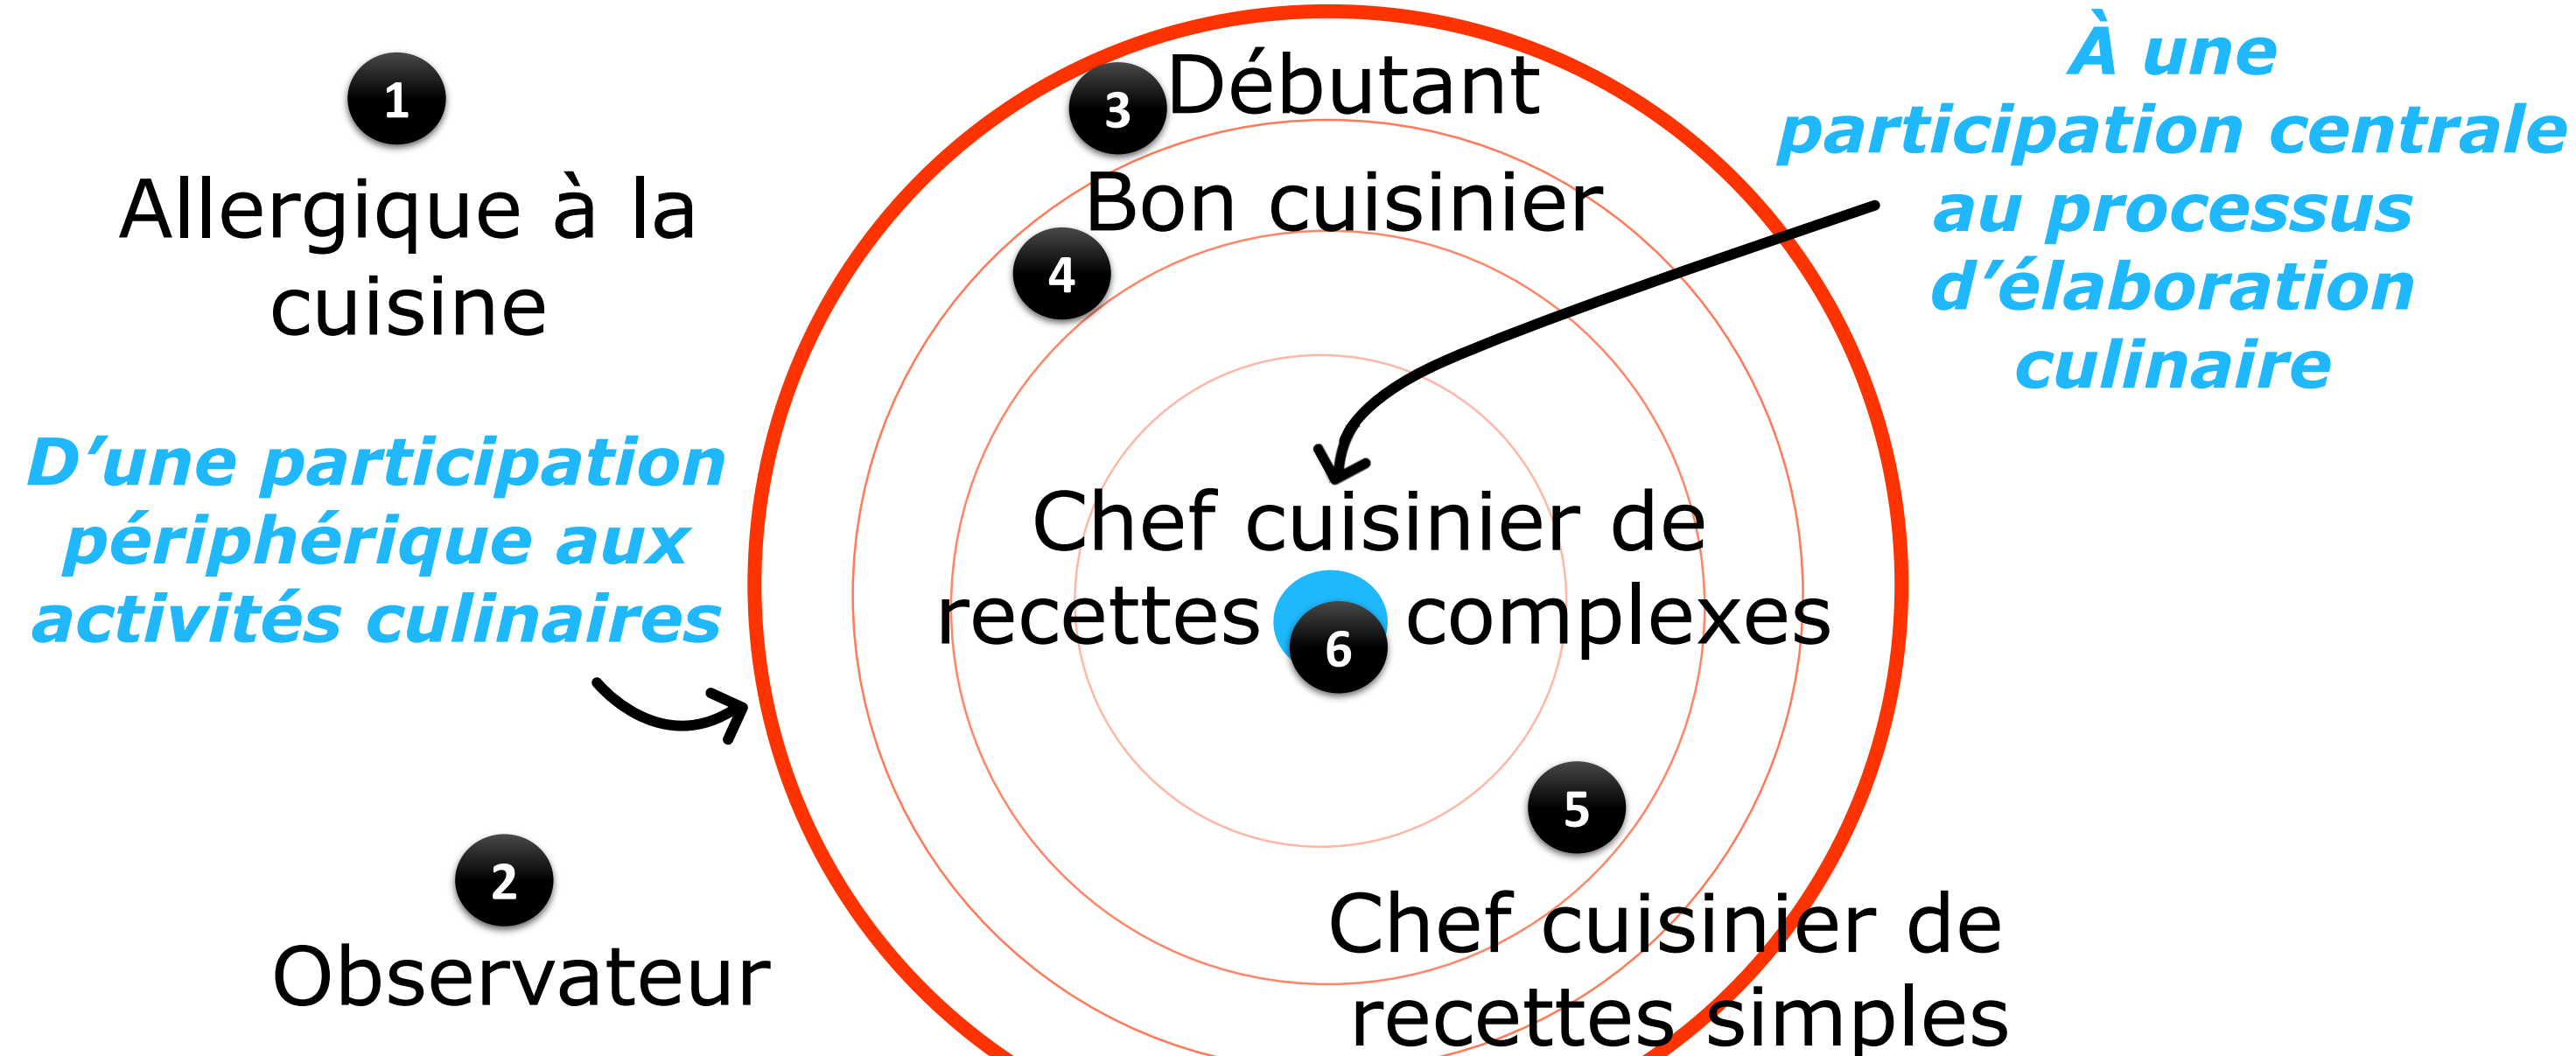 1
Allergique à la
cuisine
D’une participation
périphérique aux
activités culinaires
2
Observateur
3
Débutant
Bon cuisinier
4
Chef cuisinier de
recettes complexes
6
5
Chef cuisinier de
recettes simples
À une
participation centrale
au processus
d’élaboration
culinaire